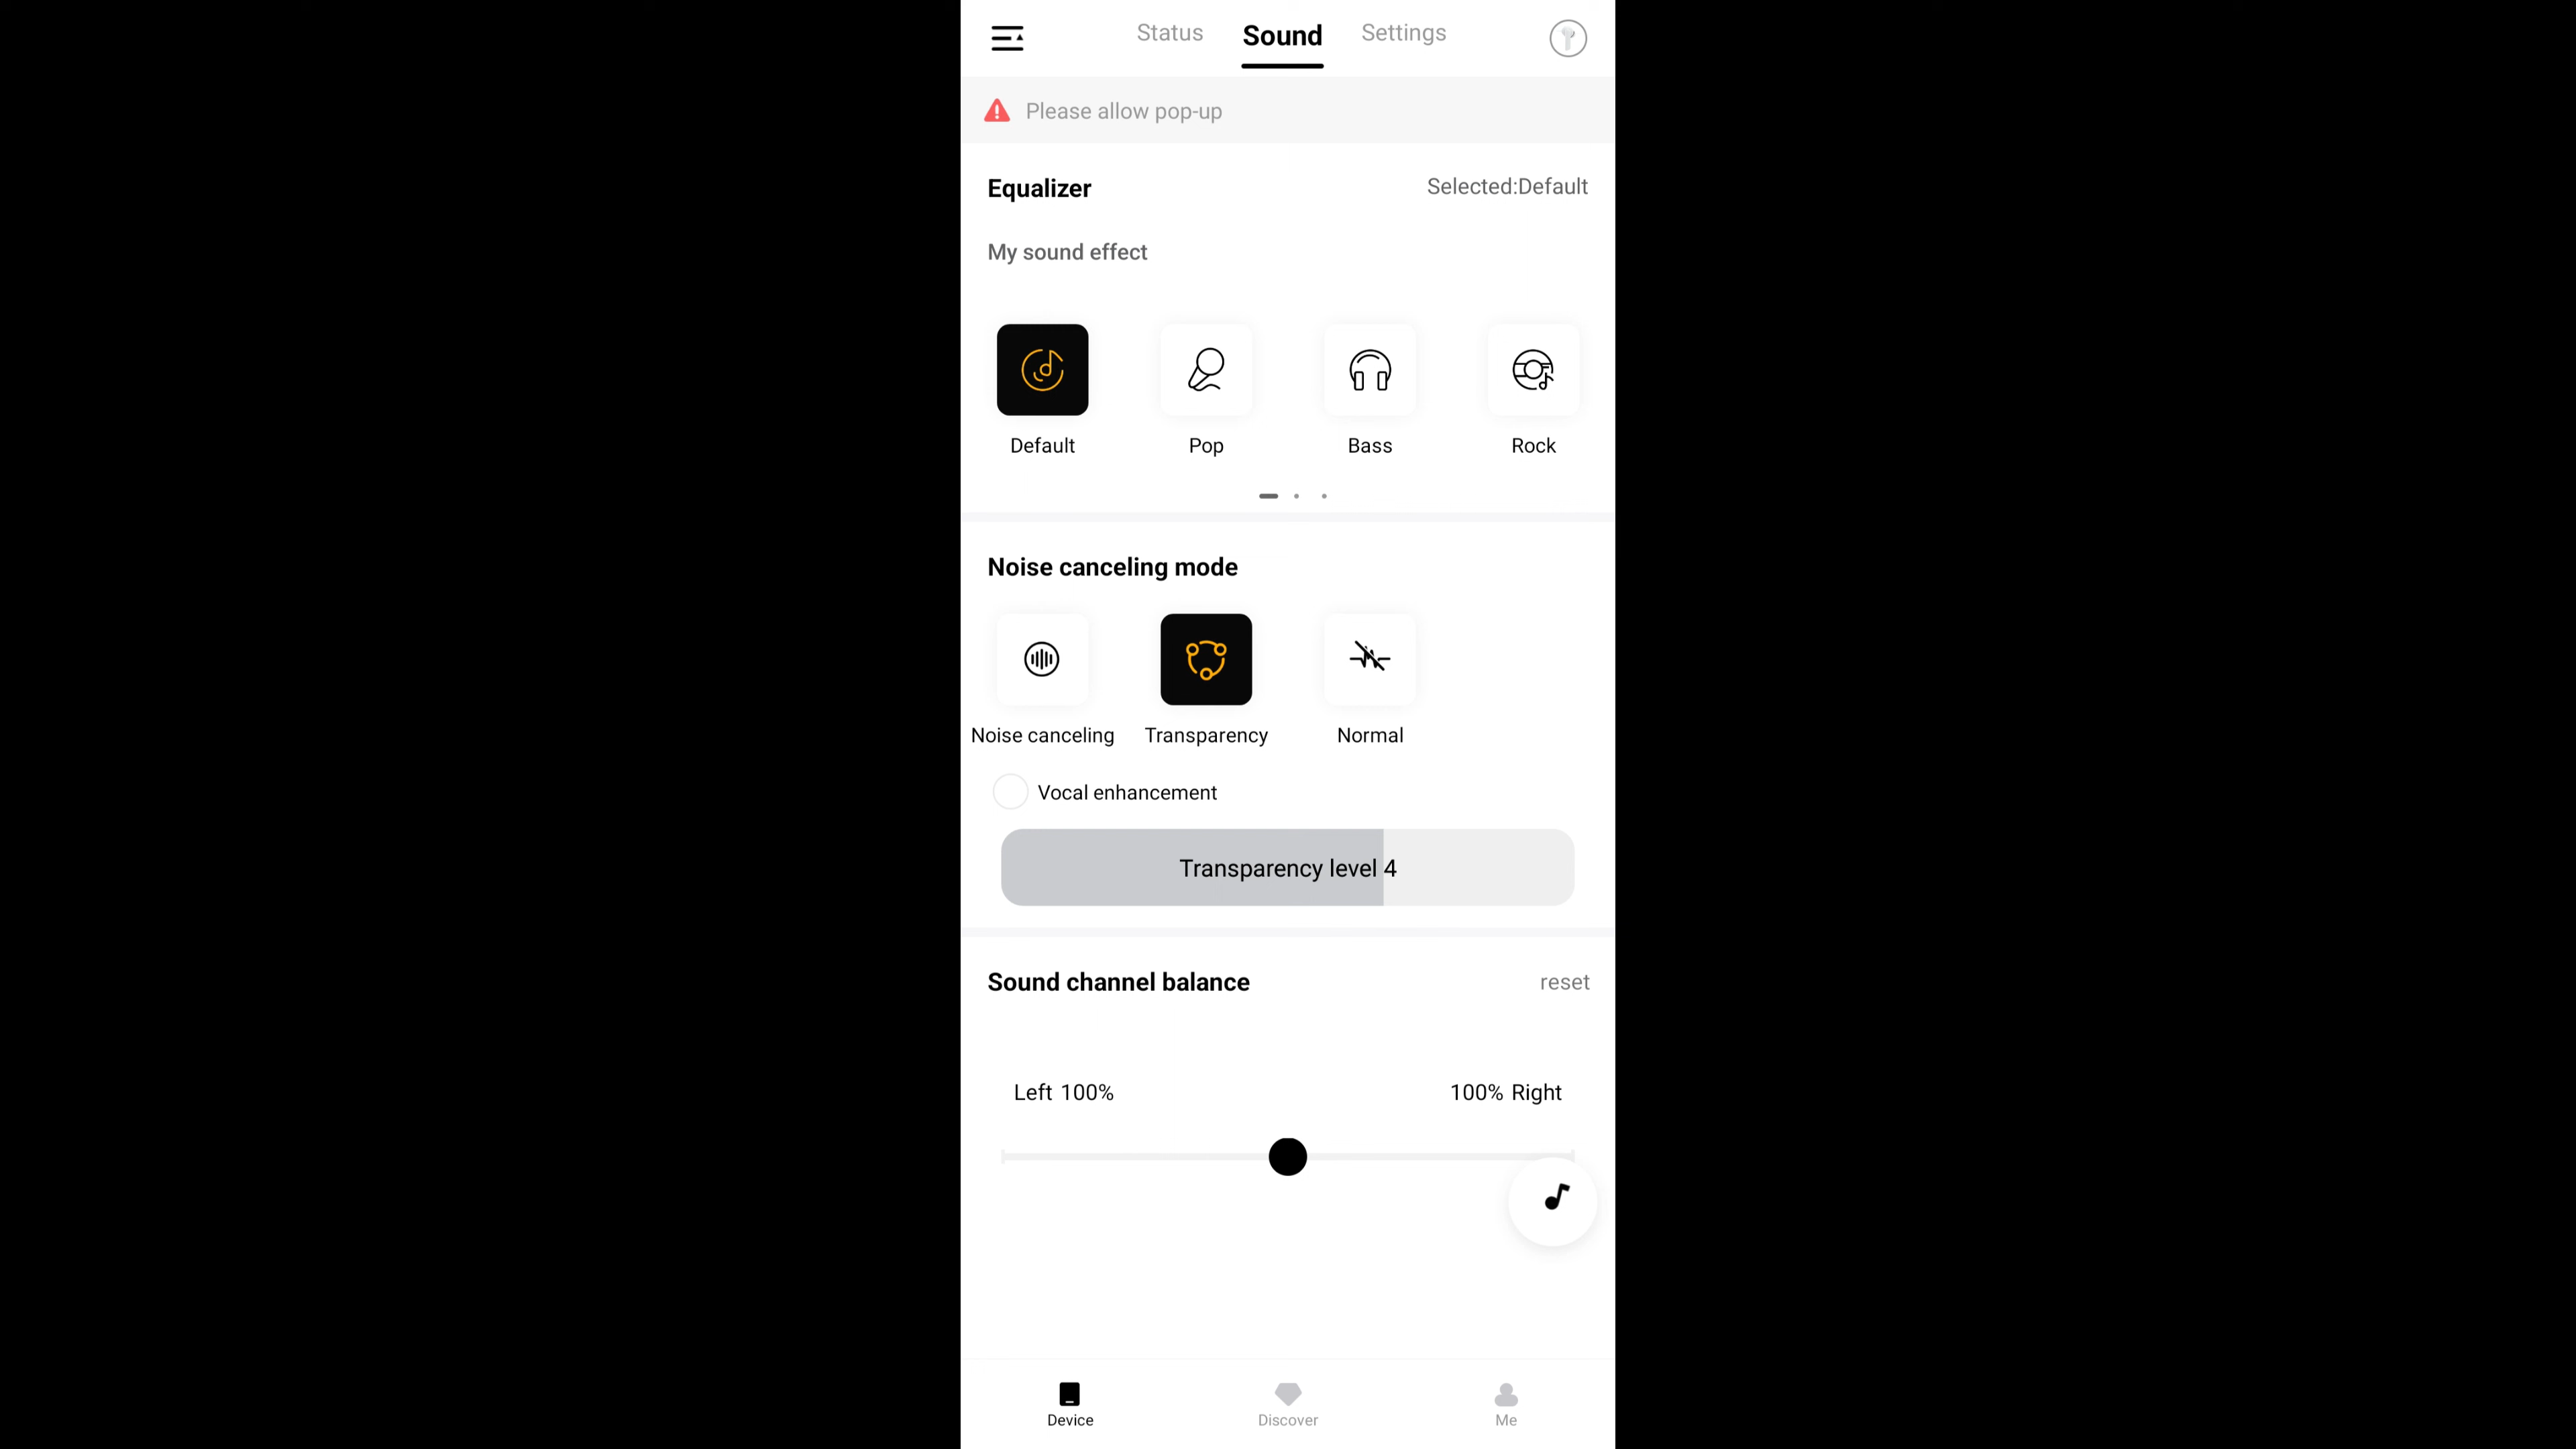 Status Sound Settings
Please allow pop-up
Equalizer Selected:Default
My sound effect
Default Pop Bass Rock
Noise canceling mode
Noise canceling Transparency Normal
Vocal enhancement
Transparency level 4
Sound channel balance reset
Left 100% 100% Right
Device Discover Me